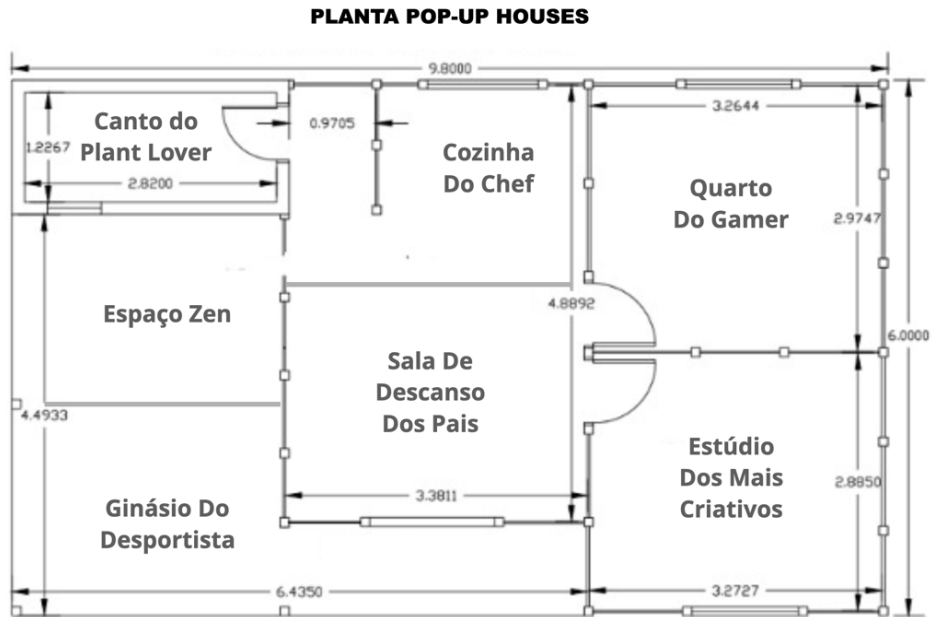 PLANTA POP-UP HOUSES
9.8000
Canto do
Plant Lover
1.2267
2.8200
0.9705
Cozinha
Do Chef
3.2644
Quarto
Do Gamer
2.9747
Espaço Zen
4.8892
6.0000
Sala De
Descanso
Dos Pais
4.4933
3.3811
Ginásio Do
Desportista
Estúdio
Dos Mais
Criativos
2.8850
6.4350
3.2727